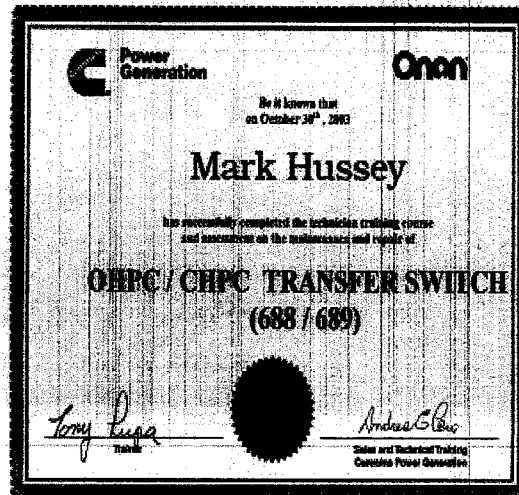 Power
Generation
Onan
Be it known that
on October 30th, 2003
Mark Hussey
has successfully completed the technician training course
and assessment on the maintenance and repair of
OHPC / CHPC TRANSFER SWITCH
(688 / 689)
Tony
Trainer
Sales and Technical Training
Cummins Power Generation